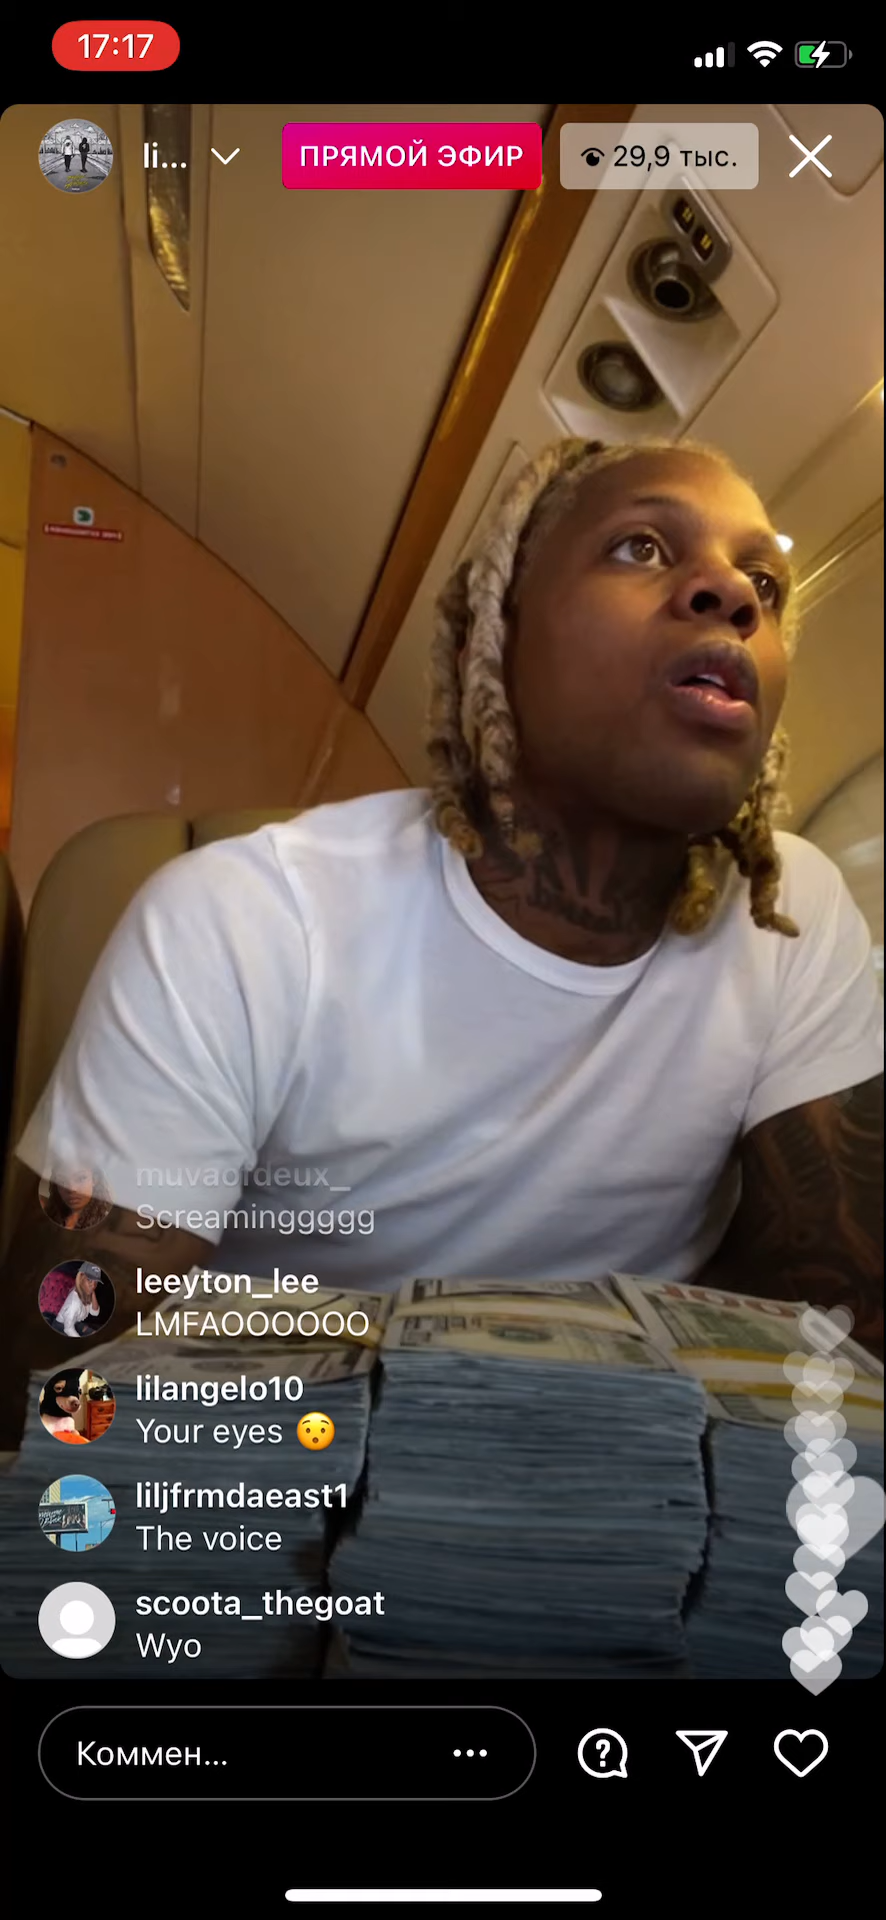 17:17
li...
ПРЯМОЙ ЭФИР
29,9 тыс.
muvaofdeux_
Screaminggggg
leeyton_lee
LMFAOOOOOO
lilangelo10
Your eyes 😯
liljfrmdaeast1
The voice
scoota_thegoat
Wyo
Коммен...